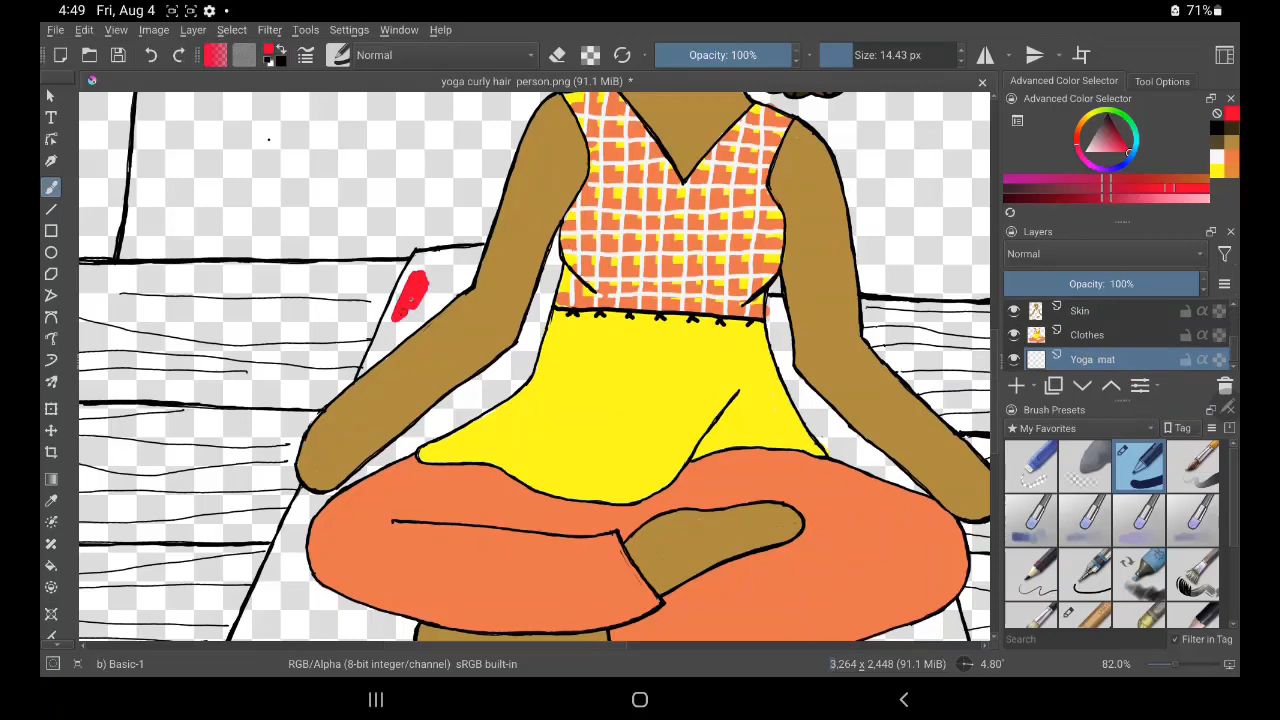 4:49 Fri, Aug 4 71%
File Edit View Image Layer Select Filter Tools Settings Window Help
Normal Opacity: 100% Size: 14.43 px
yoga curly hair person.png (91.1 MiB) *
Advanced Color Selector Tool Options
Advanced Color Selector
Layers
Normal
Opacity: 100%
Skin
Clothes
Yoga mat
Brush Presets
My Favorites Tag
Search Filter in Tag
b) Basic-1 RGB/Alpha (8-bit integer/channel) sRGB built-in 3,264 x 2,448 (91.1 MiB) 4.80° 82.0%